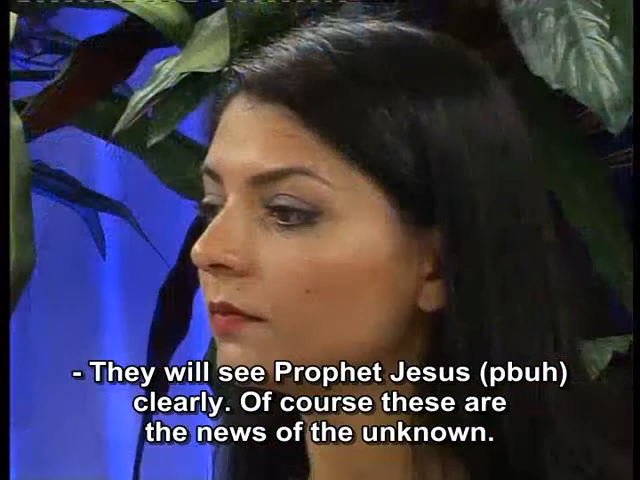 - They will see Prophet Jesus (pbuh)
clearly. Of course these are
the news of the unknown.